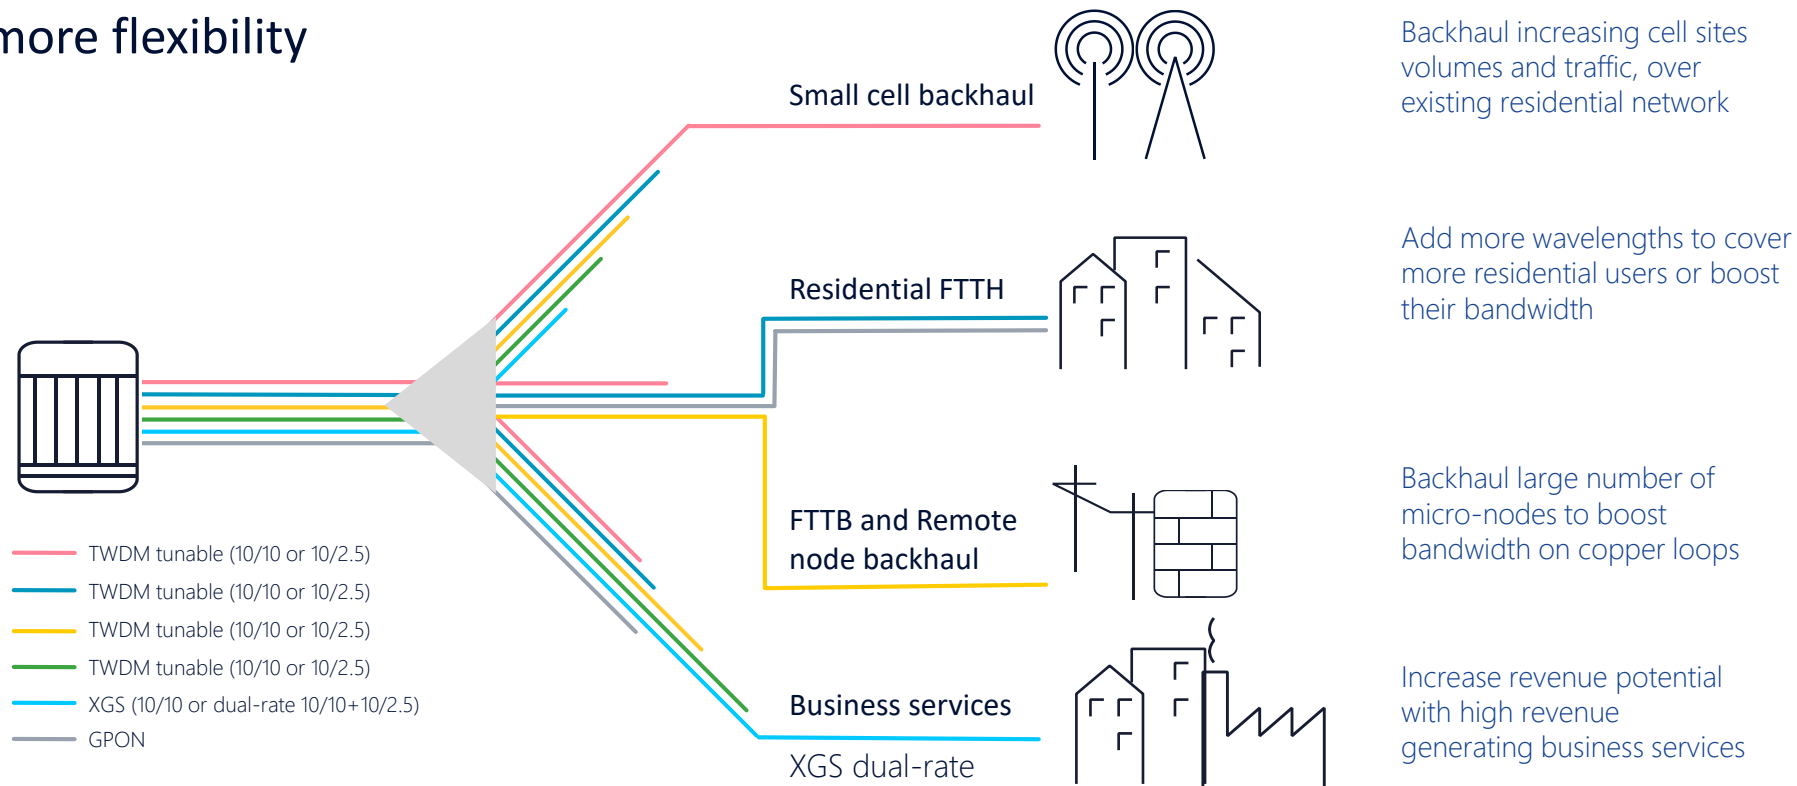 more flexibility
Small cell backhaul
Backhaul increasing cell sites
volumes and traffic, over
existing residential network
Residential FTTH
Add more wavelengths to cover
more residential users or boost
their bandwidth
FTTB and Remote
node backhaul
Backhaul large number of
micro-nodes to boost
bandwidth on copper loops
Business services
XGS dual-rate
Increase revenue potential
with high revenue
generating business services
TWDM tunable (10/10 or 10/2.5)
TWDM tunable (10/10 or 10/2.5)
TWDM tunable (10/10 or 10/2.5)
TWDM tunable (10/10 or 10/2.5)
XGS (10/10 or dual-rate 10/10+10/2.5)
GPON